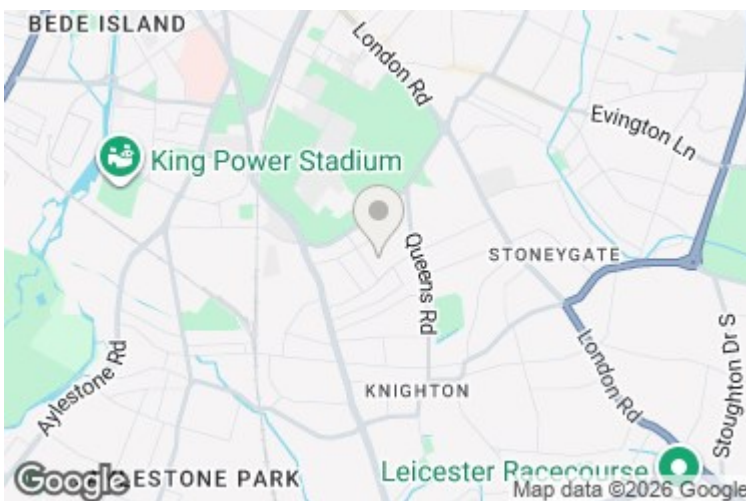 BEDE ISLAND
London Rd
Evington Ln
King Power Stadium
Queens Rd
STONEYGATE
Aylestone Rd
London Rd
Stoughton Dr S
KNIGHTON
Google
AYLESTONE PARK
Leicester Racecourse
Map data ©2026 Google